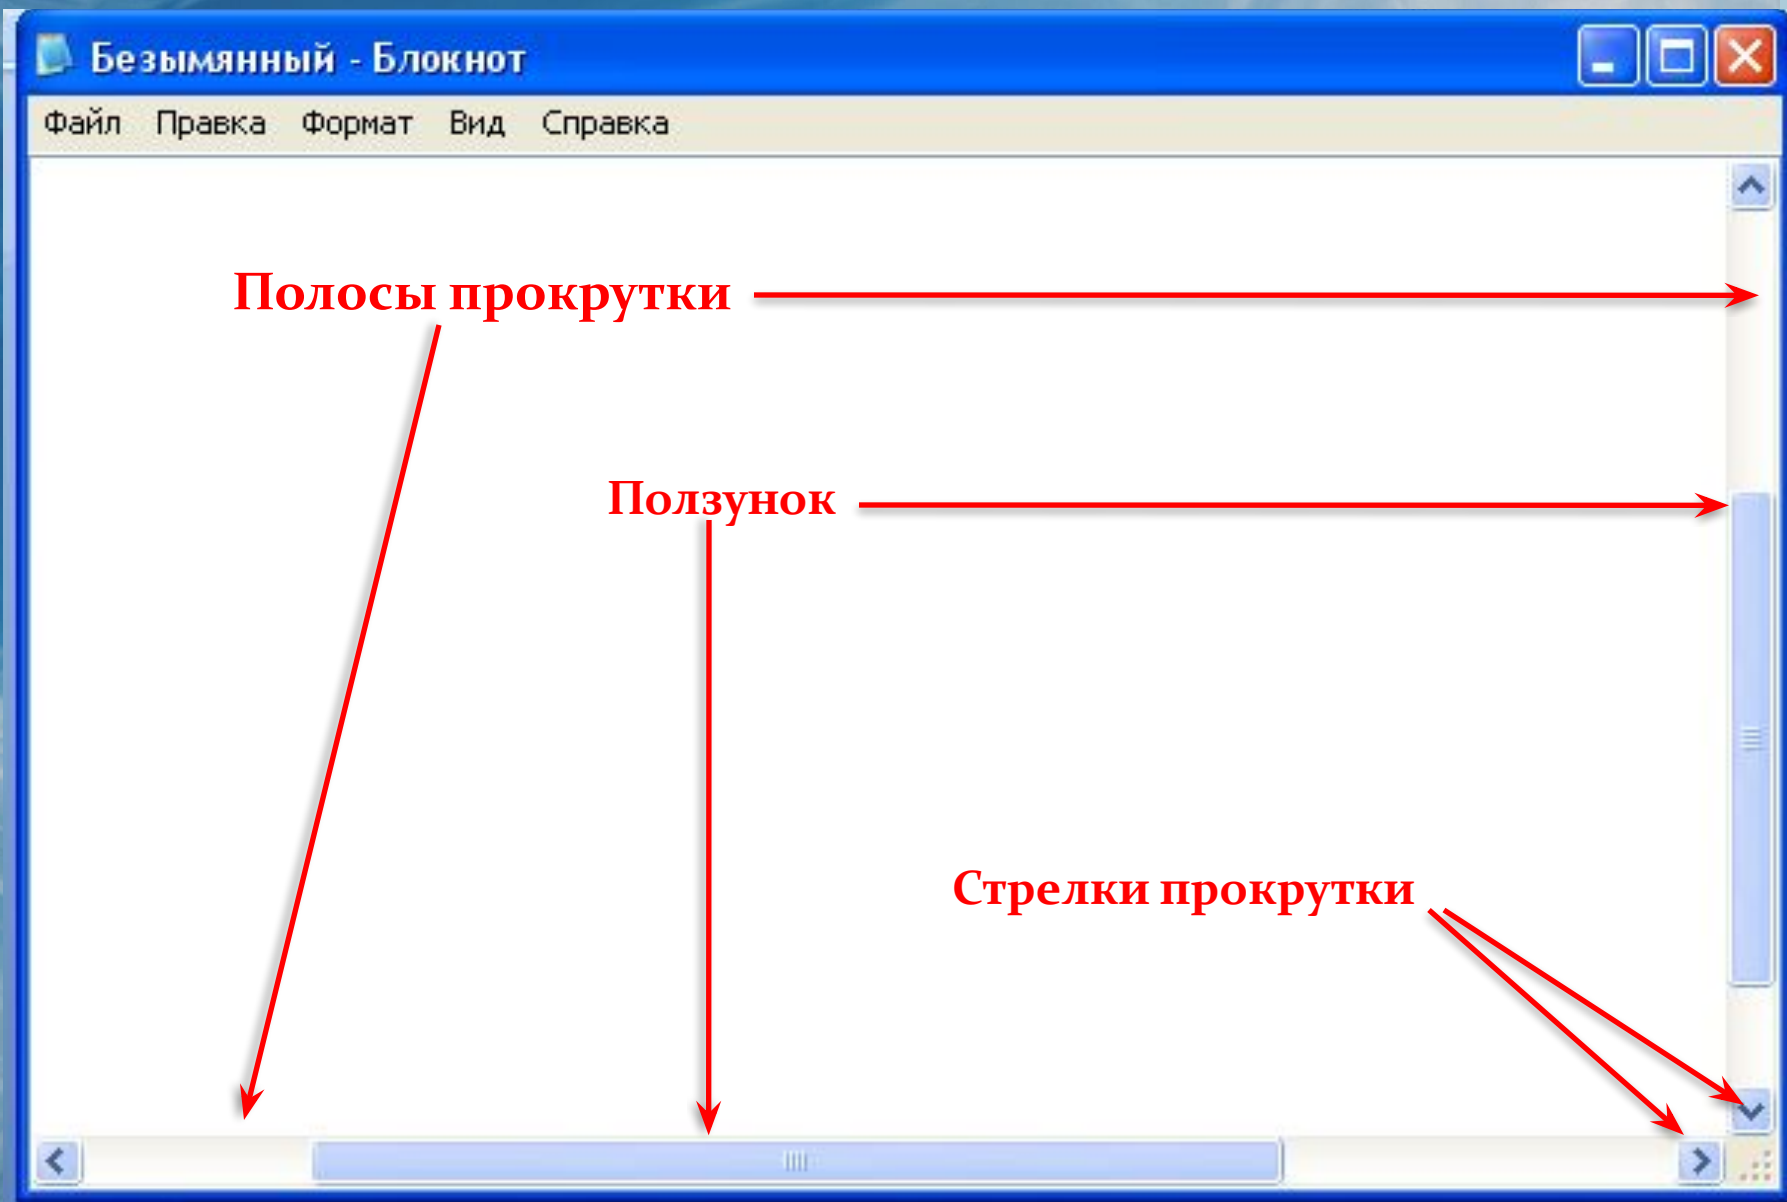 Безымянный - Блокнот
Файл Правка Формат Вид Справка
Полосы прокрутки
Ползунок
Стрелки прокрутки